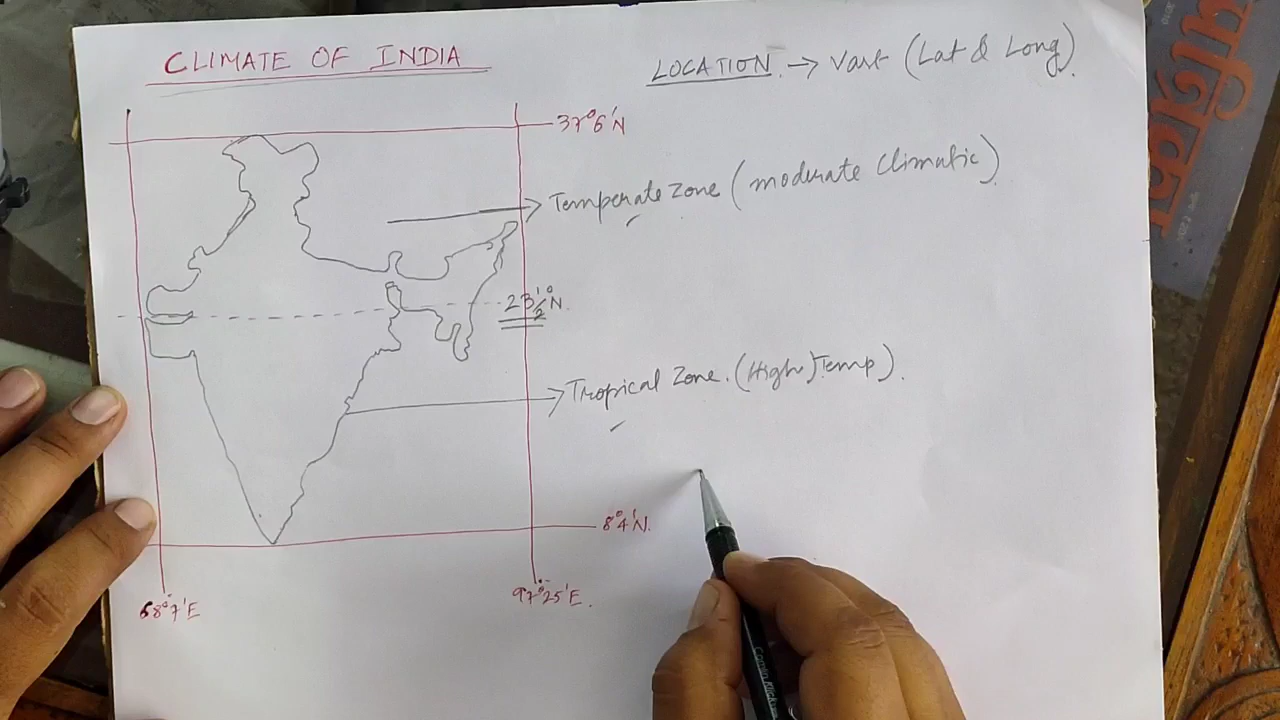 CLIMATE OF INDIA
LOCATION → Vast (Lat & Long)
37°6'N
Temperate Zone (moderate Climatic)
23½°N.
Tropical Zone. (High) Temp).
8°4'N.
68°7'E
97°25'E.